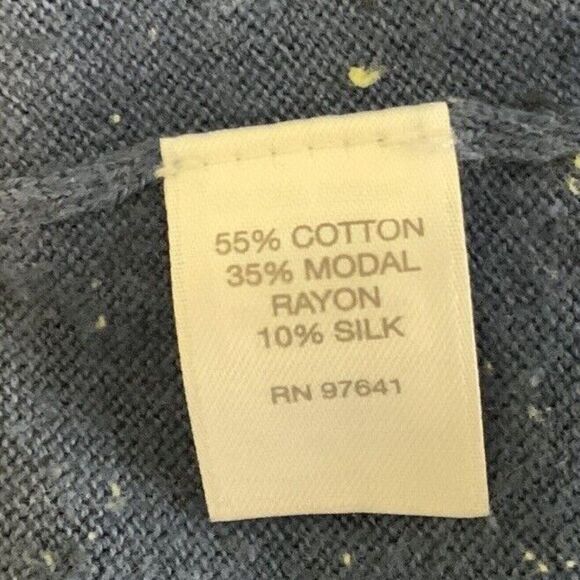 55% COTTON
35% MODAL
RAYON
10% SILK
RN 97641